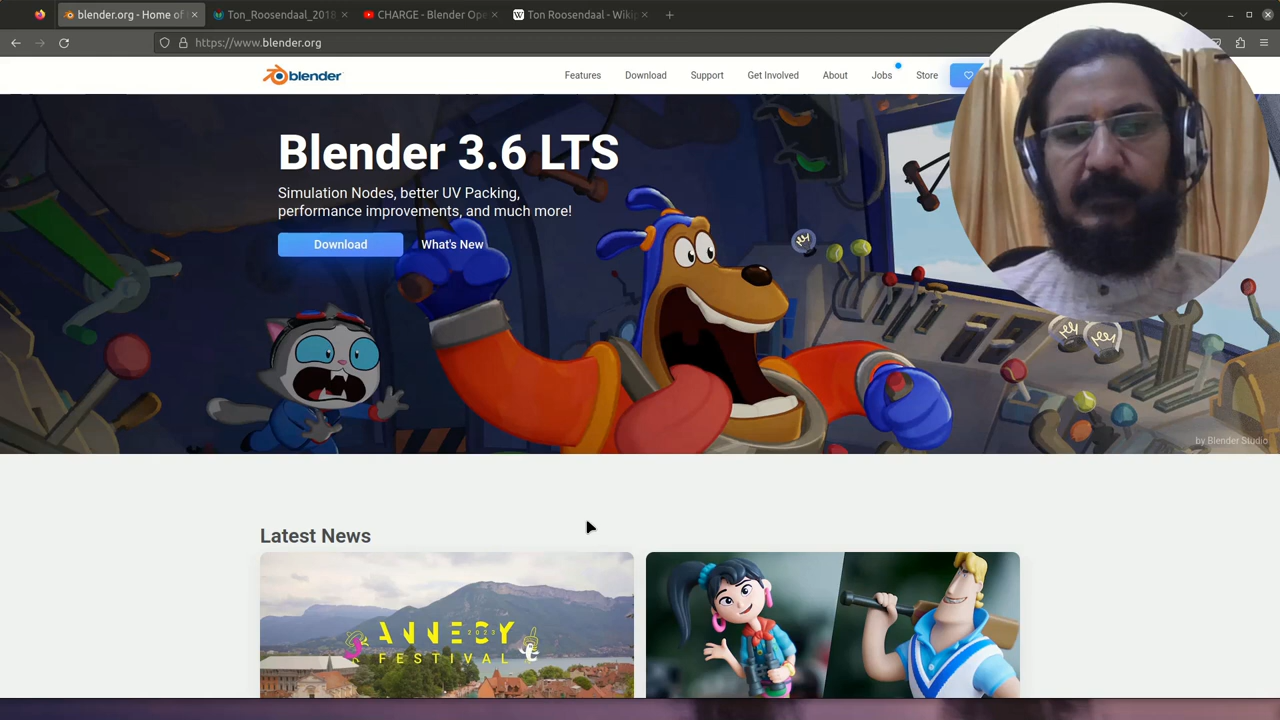 blender.org - Home of
Ton_Roosendaal_2018
CHARGE - Blender Ope
Ton Roosendaal - Wikip
https://www.blender.org
blender
Features
Download
Support
Get Involved
About
Jobs
Store
Blender 3.6 LTS
Simulation Nodes, better UV Packing,
performance improvements, and much more!
Download
What's New
by Blender Studio
Latest News
ANNECY
2023
FESTIVAL